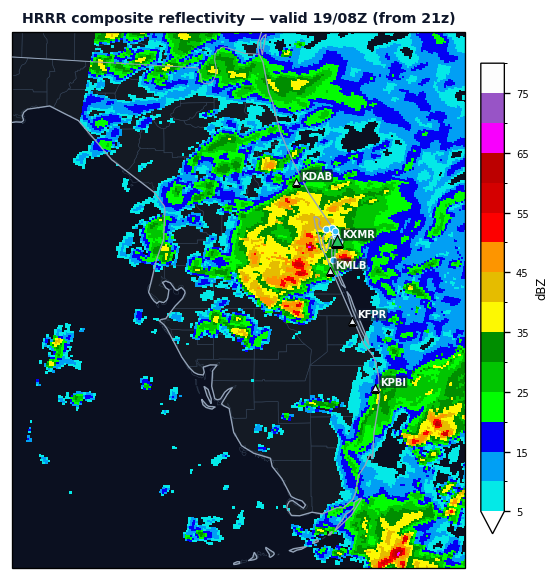 HRRR composite reflectivity — valid 19/08Z (from 21z)
KDAB
KXMR
KMLB
KFPR
KPBI
75
65
55
45
35
25
15
5
dBZ